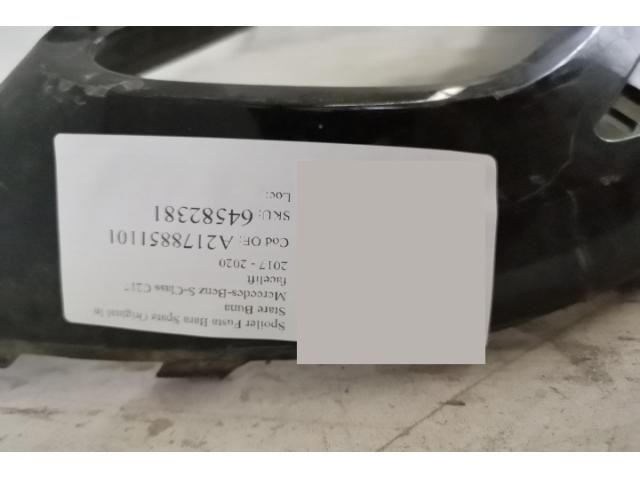 Spoiler Fusta Bara Spate Original In
Stare Buna
Mercedes-Benz S-Class C217
facelift
2017 - 2020
Cod OE: A2178851101
SKU: 64582381
Loc: